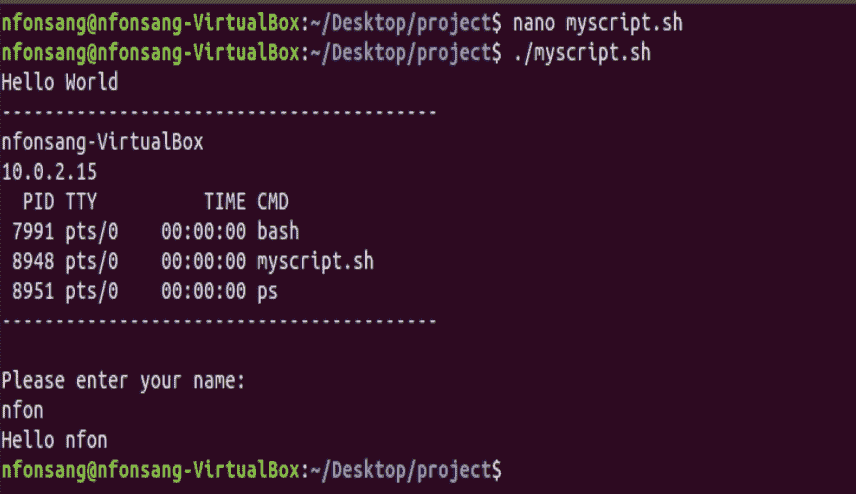 nfonsang@nfonsang-VirtualBox:~/Desktop/project$ nano myscript.sh
nfonsang@nfonsang-VirtualBox:~/Desktop/project$ ./myscript.sh
Hello World
-----------------------------------------
nfonsang-VirtualBox
10.0.2.15
  PID TTY          TIME CMD
 7991 pts/0    00:00:00 bash
 8948 pts/0    00:00:00 myscript.sh
 8951 pts/0    00:00:00 ps
-----------------------------------------

Please enter your name:
nfon
Hello nfon
nfonsang@nfonsang-VirtualBox:~/Desktop/project$